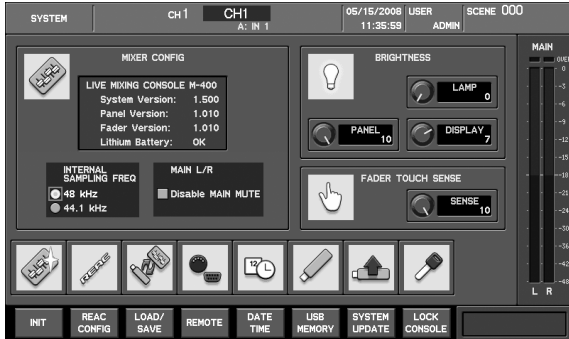 SYSTEM
CH 1
CH1
A: IN 1
05/15/2008
11:35:59
USER
ADMIN
SCENE 000
MIXER CONFIG
LIVE MIXING CONSOLE M-400
System Version: 1.500
Panel Version: 1.010
Fader Version: 1.010
Lithium Battery: OK
INTERNAL
SAMPLING FREQ
48 kHz
44.1 kHz
MAIN L/R
Disable MAIN MUTE
BRIGHTNESS
LAMP
0
PANEL
10
DISPLAY
7
FADER TOUCH SENSE
SENSE
10
MAIN
OVER
0
-3
-6
-9
-12
-15
-18
-21
-24
-30
-36
-42
-48
L R
REAC
12
INIT
REAC
CONFIG
LOAD/
SAVE
REMOTE
DATE
TIME
USB
MEMORY
SYSTEM
UPDATE
LOCK
CONSOLE